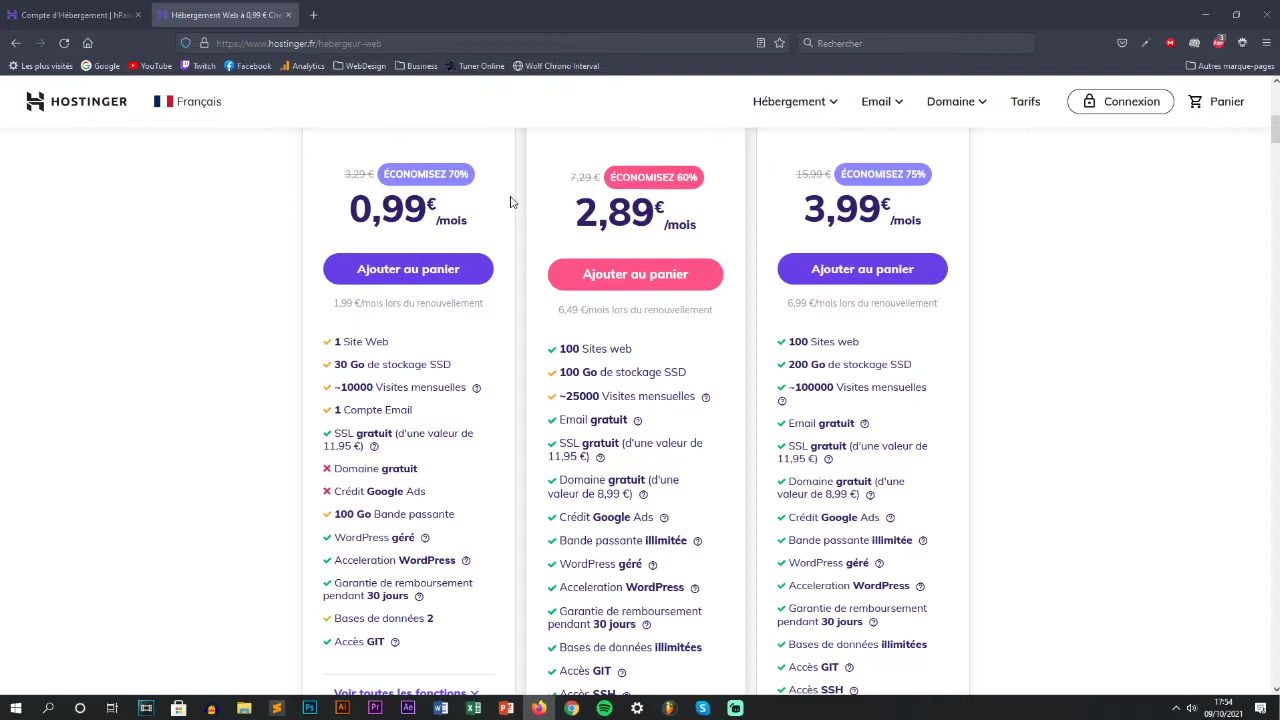 Compte d'Hébergement | hPan
Hébergement Web à 0,99 € Che
https://www.hostinger.fr/hebergeur-web
Rechercher
Les plus visités
Google
YouTube
Twitch
Facebook
Analytics
WebDesign
Business
Tuner Online
Wolf Chrono Interval
Autres marque-pages
HOSTINGER
Français
Hébergement
Email
Domaine
Tarifs
Connexion
Panier
3,29 € ÉCONOMISEZ 70%
0,99€/mois
Ajouter au panier
1,99 €/mois lors du renouvellement
1 Site Web
30 Go de stockage SSD
~10000 Visites mensuelles
1 Compte Email
SSL gratuit (d'une valeur de
11,95 €)
Domaine gratuit
Crédit Google Ads
100 Go Bande passante
WordPress géré
Acceleration WordPress
Garantie de remboursement
pendant 30 jours
Bases de données 2
Accès GIT
Voir toutes les fonctions
7,29 € ÉCONOMISEZ 60%
2,89€/mois
Ajouter au panier
6,49 €/mois lors du renouvellement
100 Sites web
100 Go de stockage SSD
~25000 Visites mensuelles
Email gratuit
SSL gratuit (d'une valeur de
11,95 €)
Domaine gratuit (d'une
valeur de 8,99 €)
Crédit Google Ads
Bande passante illimitée
WordPress géré
Acceleration WordPress
Garantie de remboursement
pendant 30 jours
Bases de données illimitées
Accès GIT
Accès SSH
15,99 € ÉCONOMISEZ 75%
3,99€/mois
Ajouter au panier
6,99 €/mois lors du renouvellement
100 Sites web
200 Go de stockage SSD
~100000 Visites mensuelles
Email gratuit
SSL gratuit (d'une valeur de
11,95 €)
Domaine gratuit (d'une
valeur de 8,99 €)
Crédit Google Ads
Bande passante illimitée
WordPress géré
Acceleration WordPress
Garantie de remboursement
pendant 30 jours
Bases de données illimitées
Accès GIT
Accès SSH
17:54
09/10/2021